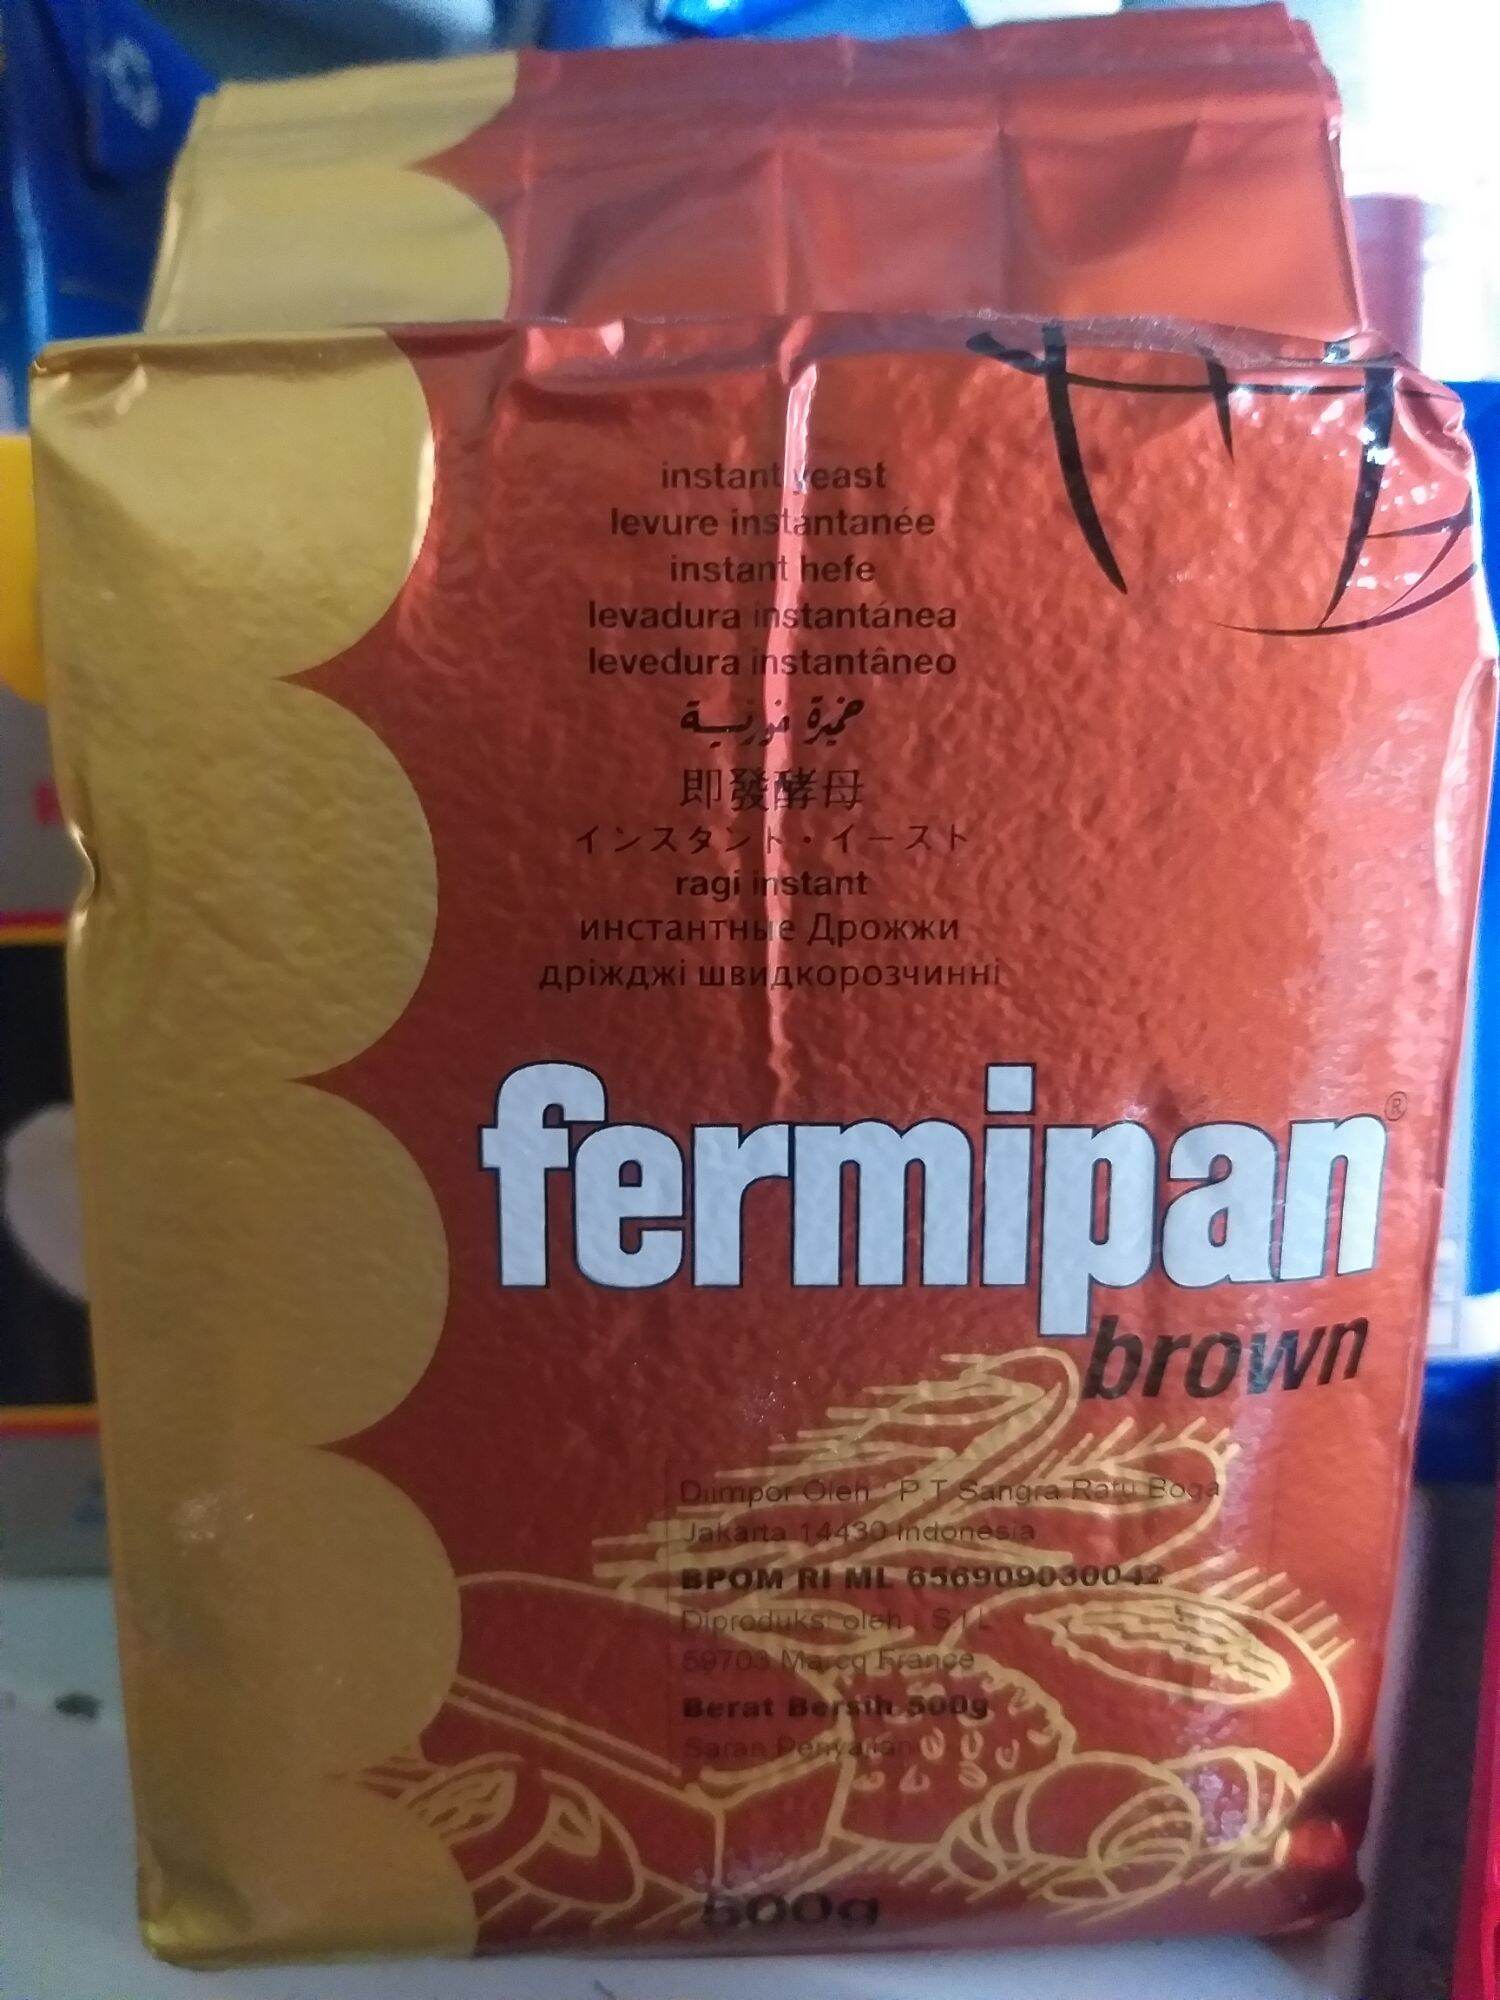 instant yeast
levure instantanée
instant hefe
levadura instantánea
levedura instantâneo
خميرة فورية
即發酵母
インスタント・イースト
ragi instant
инстантные Дрожжи
дріжджі швидкорозчинні
fermipan®
brown
Diimpor Oleh : P T Sangra Ratu Boga
Jakarta 14430 Indonesia
BPOM RI ML 656909030042
Diproduksi oleh : S.I.L
59703 Marcq France
Berat Bersih 500g
Saran Penyajian
500g